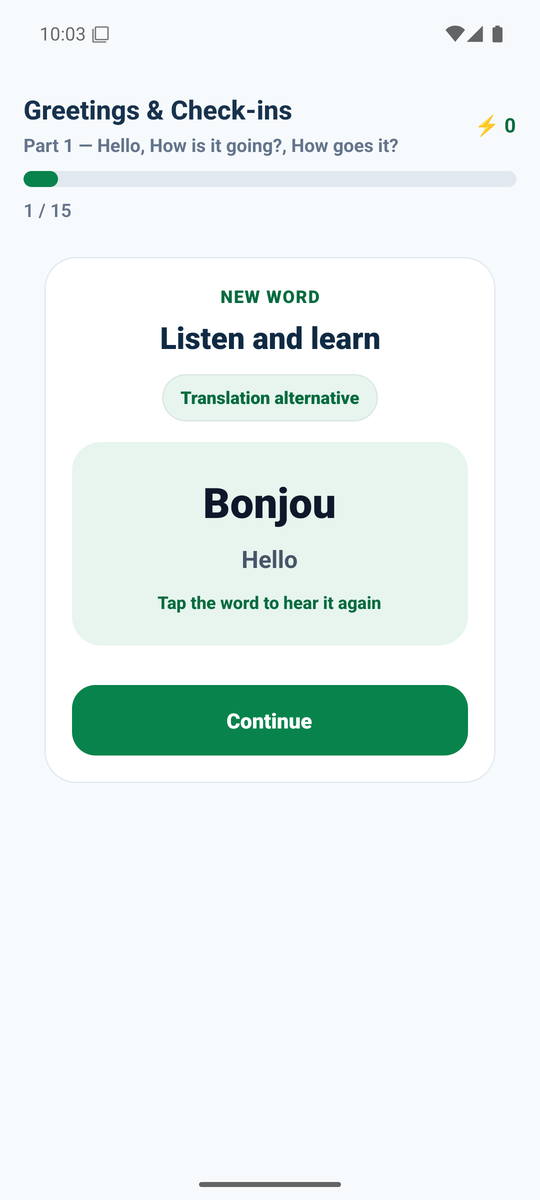 10:03
Greetings & Check-ins
⚡ 0
Part 1 — Hello, How is it going?, How goes it?
1 / 15
NEW WORD
Listen and learn
Translation alternative
Bonjou
Hello
Tap the word to hear it again
Continue